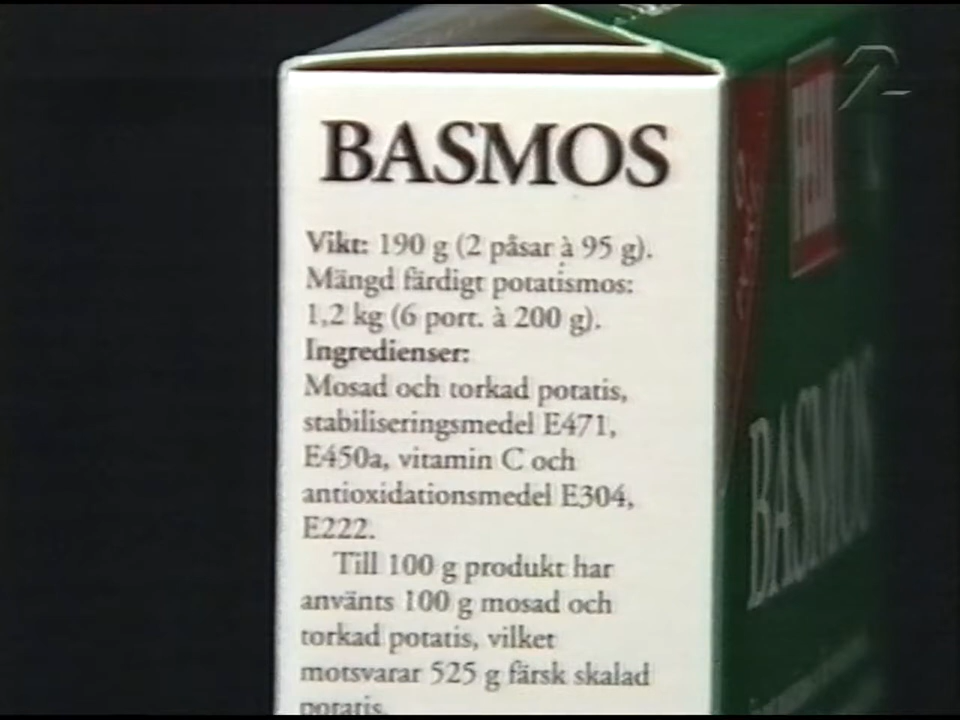 BASMOS
Vikt: 190 g (2 påsar à 95 g).
Mängd färdigt potatismos:
1,2 kg (6 port. à 200 g).
Ingredienser:
Mosad och torkad potatis,
stabiliseringsmedel E471,
E450a, vitamin C och
antioxidationsmedel E304,
E222.
Till 100 g produkt har
använts 100 g mosad och
torkad potatis, vilket
motsvarar 525 g färsk skalad
potatis.
2
BASMOS